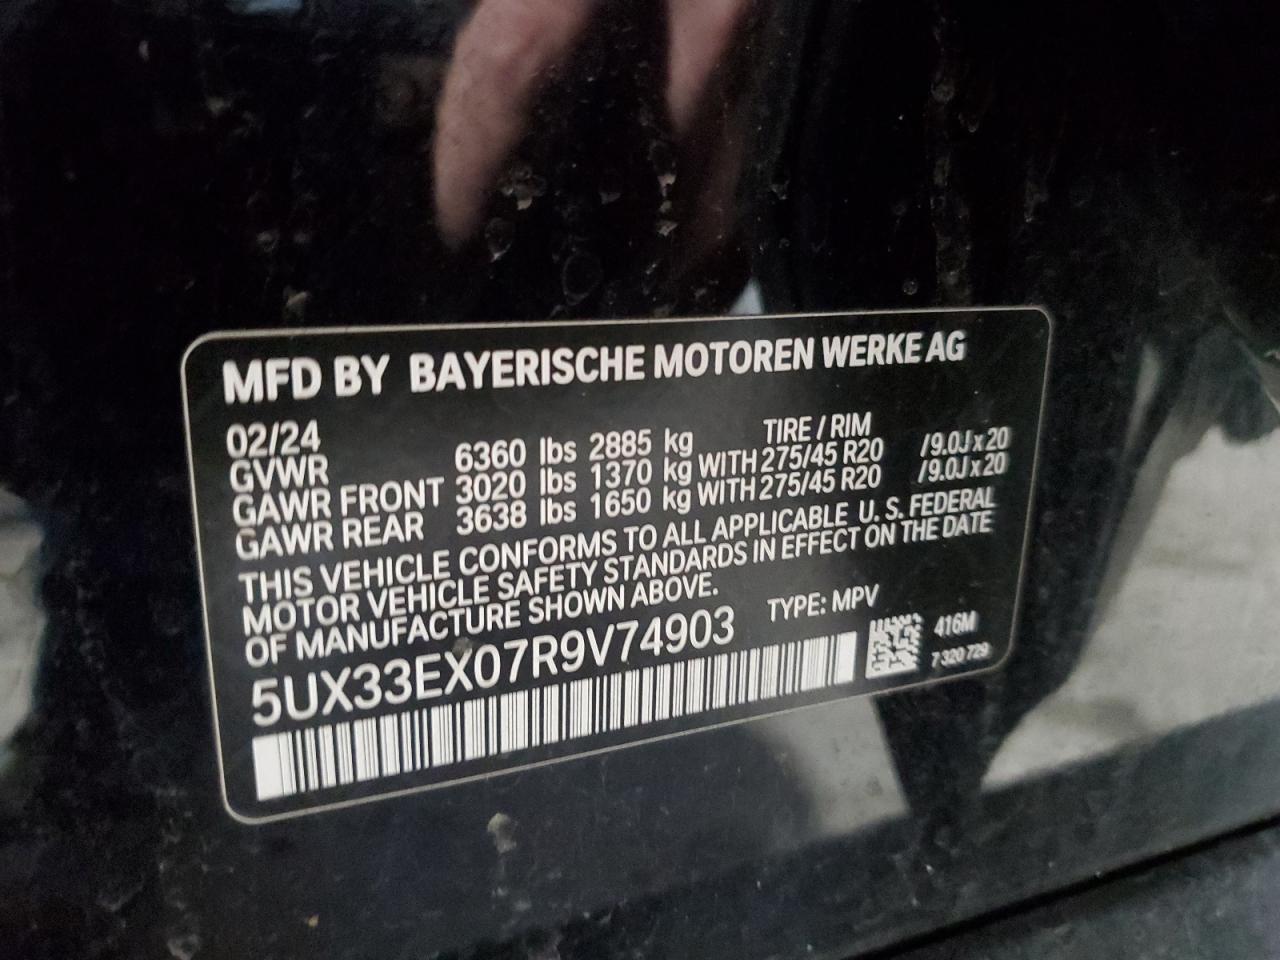 MFD BY BAYERISCHE MOTOREN WERKE AG
02/24 TIRE / RIM
GVWR 6360 lbs 2885 kg
GAWR FRONT 3020 lbs 1370 kg WITH 275/45 R20 /9.0J x 20
GAWR REAR 3638 lbs 1650 kg WITH 275/45 R20 /9.0J x 20
THIS VEHICLE CONFORMS TO ALL APPLICABLE U. S. FEDERAL
MOTOR VEHICLE SAFETY STANDARDS IN EFFECT ON THE DATE
OF MANUFACTURE SHOWN ABOVE.
5UX33EX07R9V74903 TYPE: MPV
416M
7 320 729